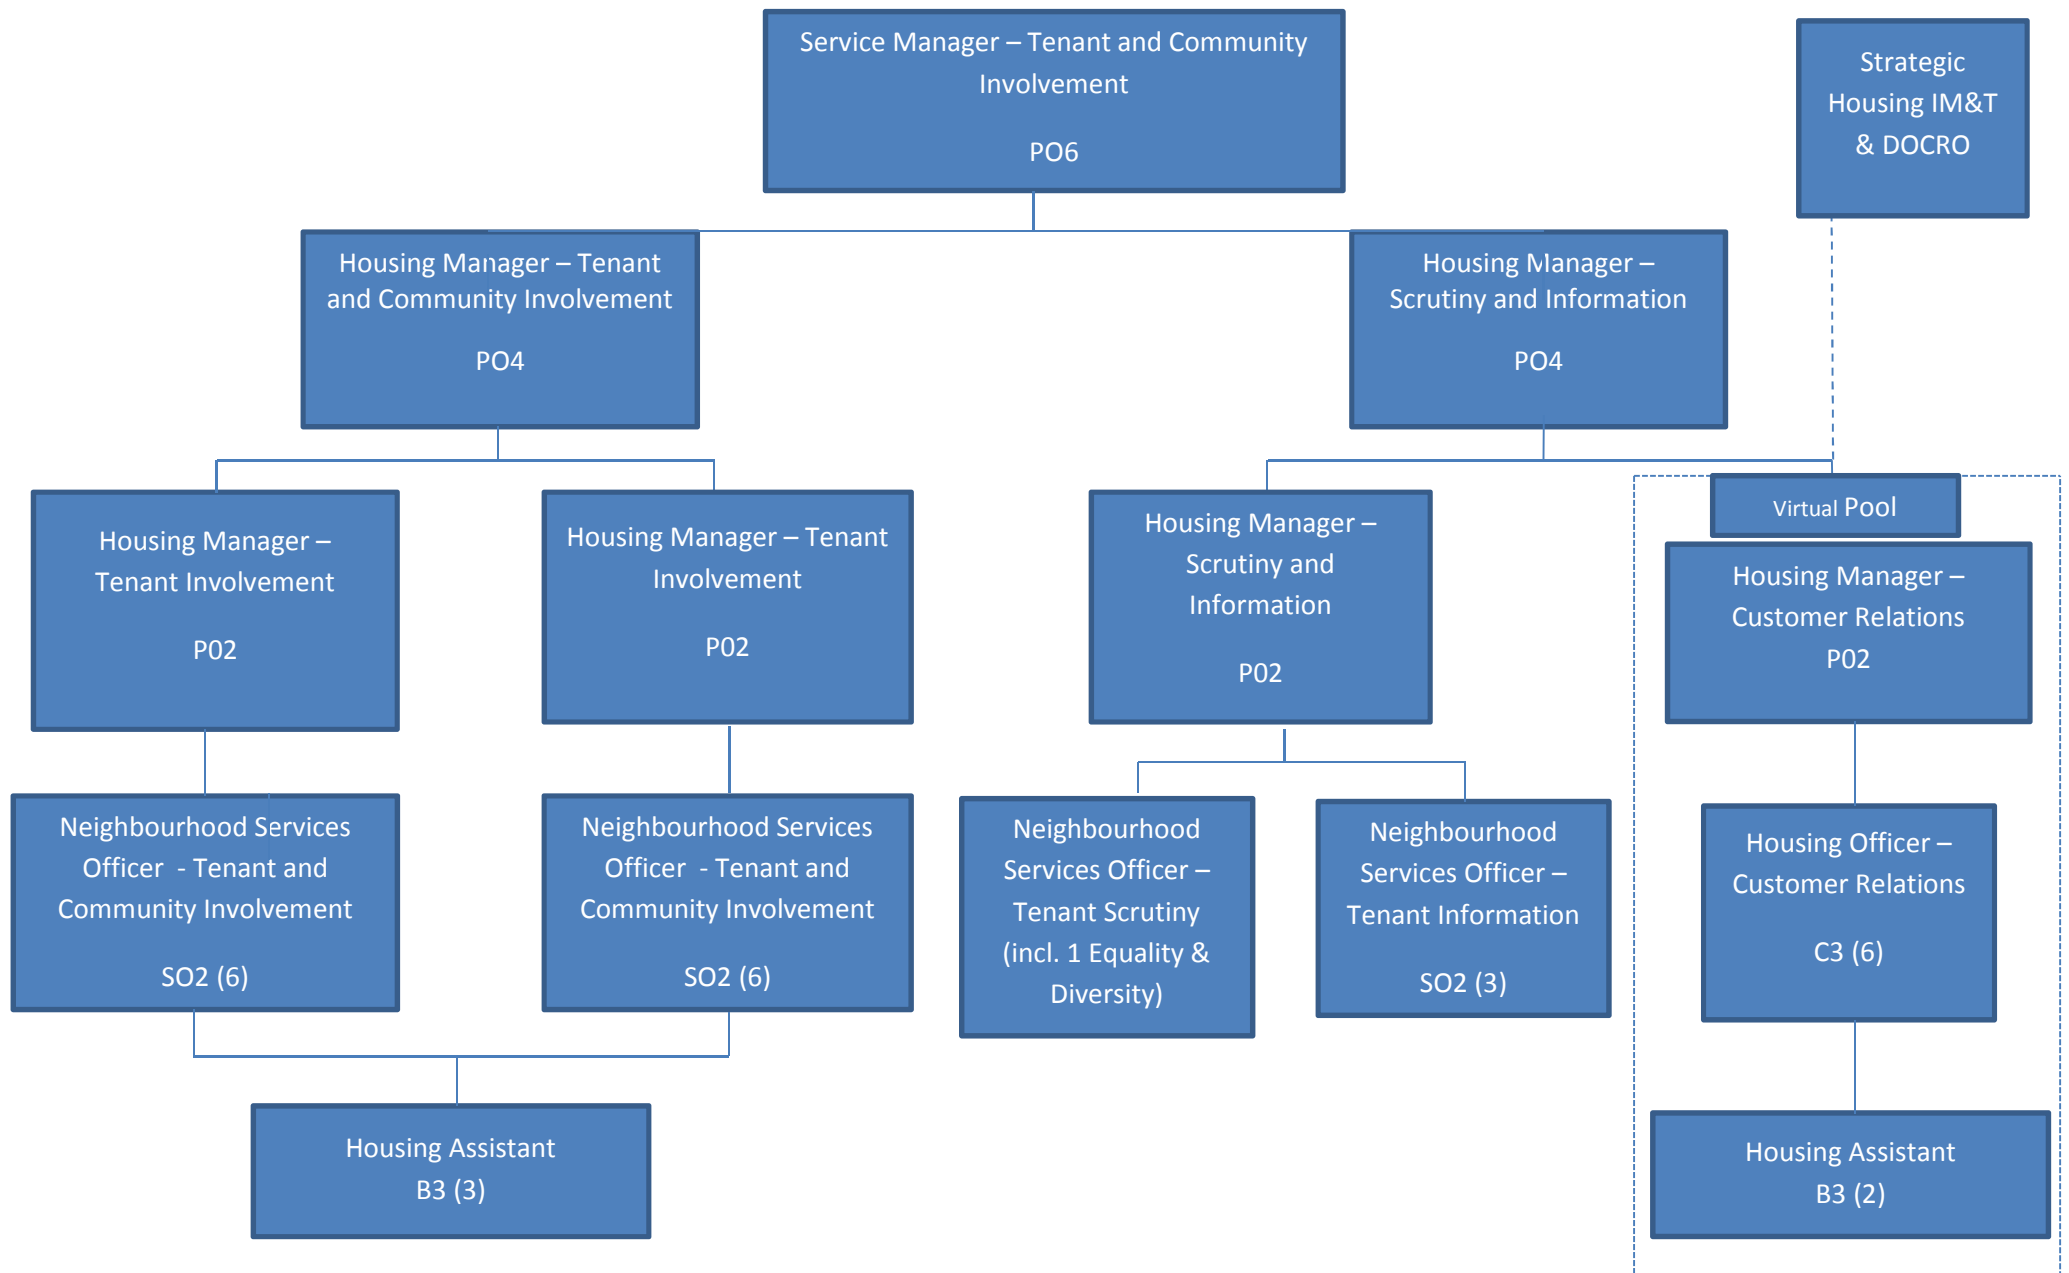 Service Manager – Tenant and Community
Involvement
PO6
Strategic
Housing IM&T
& DOCRO
Housing Manager – Tenant
and Community Involvement
PO4
Housing Manager –
Scrutiny and Information
PO4
Housing Manager –
Tenant Involvement
P02
Housing Manager – Tenant
Involvement
P02
Housing Manager –
Scrutiny and
Information
P02
Virtual Pool
Housing Manager –
Customer Relations
P02
Neighbourhood Services
Officer  - Tenant and
Community Involvement
SO2 (6)
Neighbourhood Services
Officer  - Tenant and
Community Involvement
SO2 (6)
Neighbourhood
Services Officer –
Tenant Scrutiny
(incl. 1 Equality &
Diversity)
Neighbourhood
Services Officer –
Tenant Information
SO2 (3)
Housing Officer –
Customer Relations
C3 (6)
Housing Assistant
B3 (3)
Housing Assistant
B3 (2)